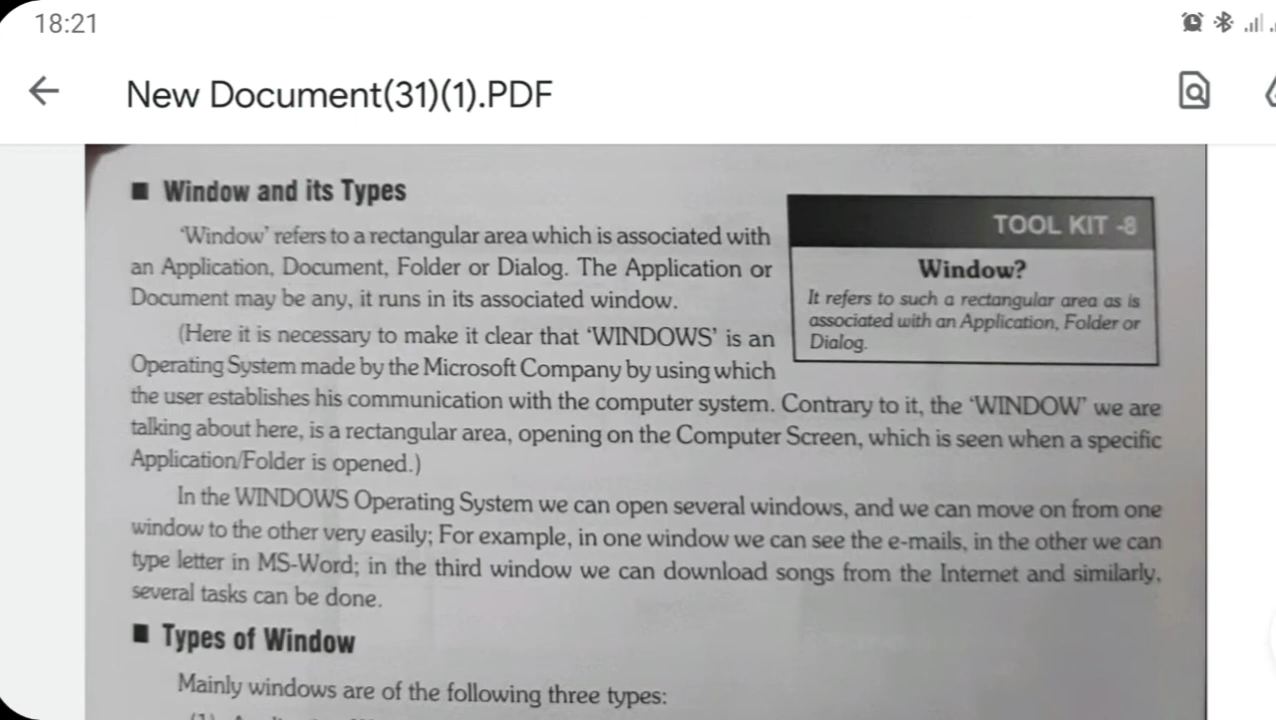 18:21
New Document(31)(1).PDF
■ Window and its Types
'Window' refers to a rectangular area which is associated with
an Application, Document, Folder or Dialog. The Application or
Document may be any, it runs in its associated window.
(Here it is necessary to make it clear that 'WINDOWS' is an
Operating System made by the Microsoft Company by using which
the user establishes his communication with the computer system. Contrary to it, the 'WINDOW' we are
talking about here, is a rectangular area, opening on the Computer Screen, which is seen when a specific
Application/Folder is opened.)
In the WINDOWS Operating System we can open several windows, and we can move on from one
window to the other very easily; For example, in one window we can see the e-mails, in the other we can
type letter in MS-Word; in the third window we can download songs from the Internet and similarly,
several tasks can be done.
TOOL KIT -8
Window?
It refers to such a rectangular area as is
associated with an Application, Folder or
Dialog.
■ Types of Window
Mainly windows are of the following three types: